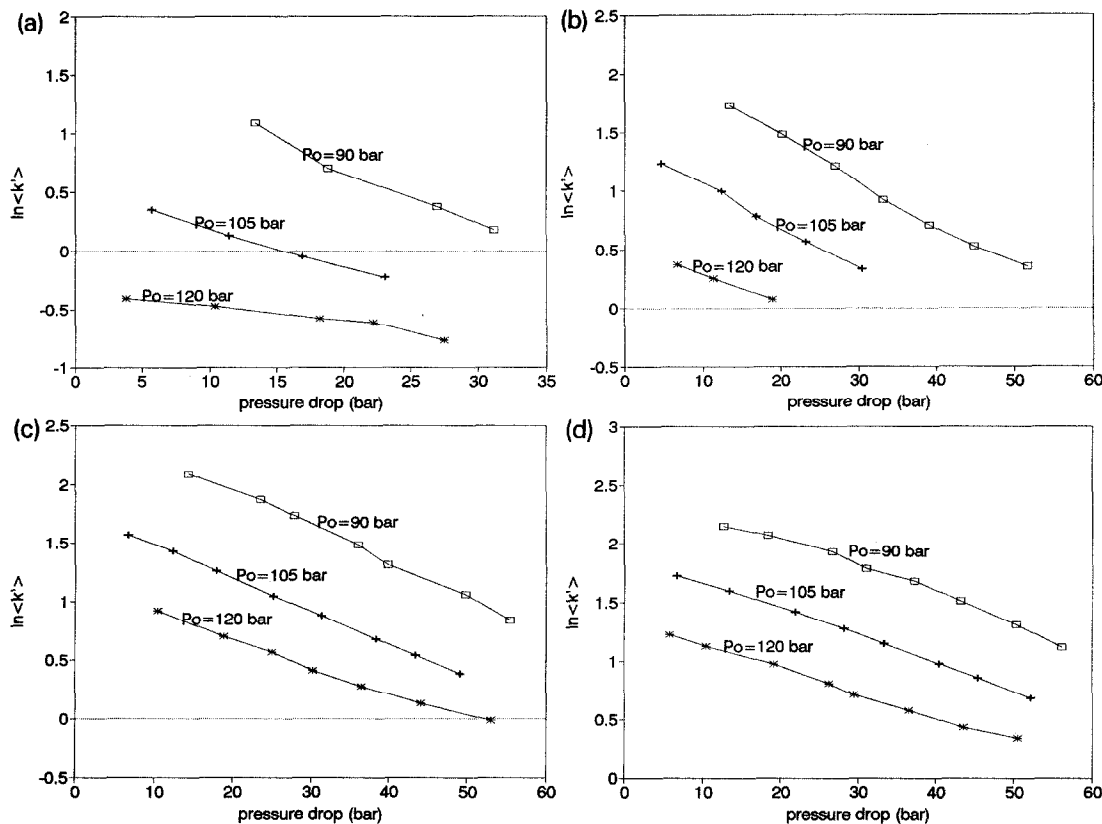 (a)
2
1.5
1
0.5
0
-0.5
-1
ln<k'>
Po=90 bar
Po=105 bar
Po=120 bar
0 5 10 15 20 25 30 35
pressure drop (bar)
(b)
2.5
2
1.5
1
0.5
0
-0.5
ln<k'>
Po=90 bar
Po=105 bar
Po=120 bar
0 10 20 30 40 50 60
pressure drop (bar)
(c)
2.5
2
1.5
1
0.5
0
-0.5
ln<k'>
Po=90 bar
Po=105 bar
Po=120 bar
0 10 20 30 40 50 60
pressure drop (bar)
(d)
3
2.5
2
1.5
1
0.5
0
ln<k'>
Po=90 bar
Po=105 bar
Po=120 bar
0 10 20 30 40 50 60
pressure drop (bar)